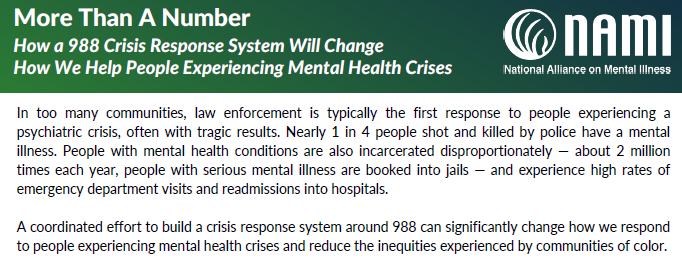 More Than A Number
How a 988 Crisis Response System Will Change
How We Help People Experiencing Mental Health Crises
nAMI
National Alliance on Mental Illness
In too many communities, law enforcement is typically the first response to people experiencing a
psychiatric crisis, often with tragic results. Nearly 1 in 4 people shot and killed by police have a mental
illness. People with mental health conditions are also incarcerated disproportionately — about 2 million
times each year, people with serious mental illness are booked into jails — and experience high rates of
emergency department visits and readmissions into hospitals.
A coordinated effort to build a crisis response system around 988 can significantly change how we respond
to people experiencing mental health crises and reduce the inequities experienced by communities of color.